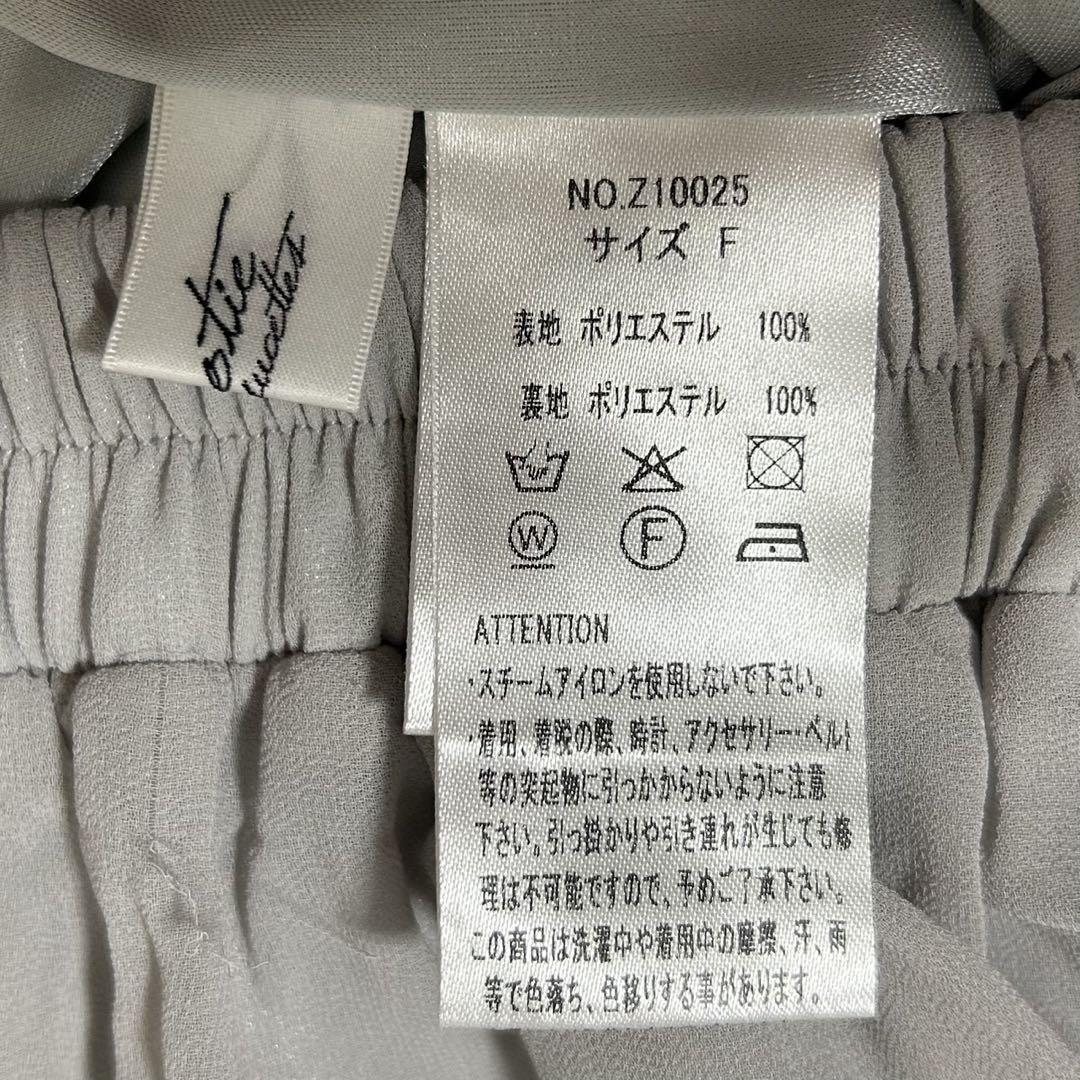 otie
NO.Z10025
サイズ F
表地 ポリエステル 100%
裏地 ポリエステル 100%
W
F
ATTENTION
・スチームアイロンを使用しないで下さい。
・着用、着脱の際、時計、アクセサリー・ベルト
等の突起物に引っかからないように注意
下さい。引っ掛かりや引き連れが生じても修
理は不可能ですので、予めご了承下さい。
この商品は洗濯中や着用中の摩擦、汗、雨
等で色落ち、色移りする事があります。